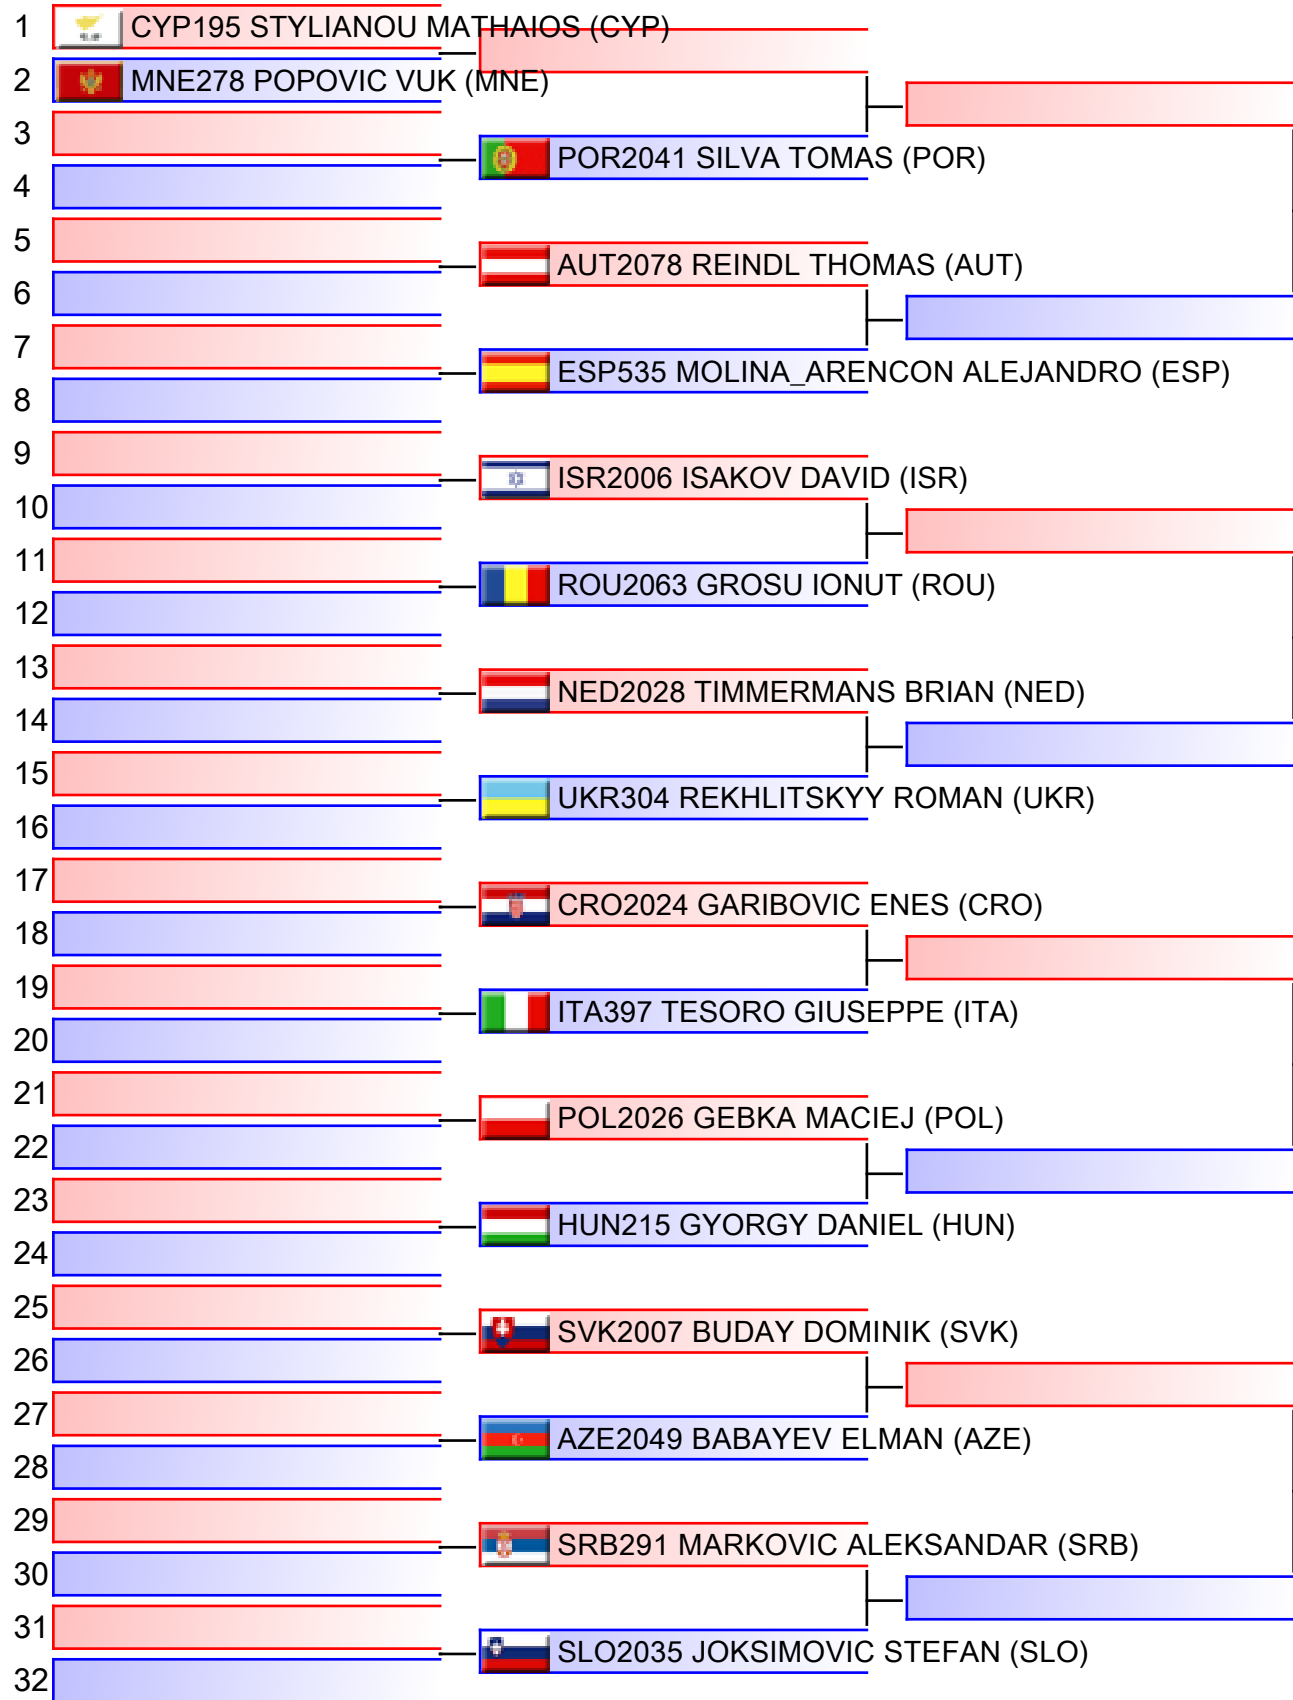 1 CYP195 STYLIANOU MATHAIOS (CYP)
2 MNE278 POPOVIC VUK (MNE)
3
POR2041 SILVA TOMAS (POR)
4
5
AUT2078 REINDL THOMAS (AUT)
6
7
ESP535 MOLINA_ARENCON ALEJANDRO (ESP)
8
9
ISR2006 ISAKOV DAVID (ISR)
10
11
ROU2063 GROSU IONUT (ROU)
12
13
NED2028 TIMMERMANS BRIAN (NED)
14
15
UKR304 REKHLITSKYY ROMAN (UKR)
16
17
CRO2024 GARIBOVIC ENES (CRO)
18
19
ITA397 TESORO GIUSEPPE (ITA)
20
21
POL2026 GEBKA MACIEJ (POL)
22
23
HUN215 GYORGY DANIEL (HUN)
24
25
SVK2007 BUDAY DOMINIK (SVK)
26
27
AZE2049 BABAYEV ELMAN (AZE)
28
29
SRB291 MARKOVIC ALEKSANDAR (SRB)
30
31
SLO2035 JOKSIMOVIC STEFAN (SLO)
32